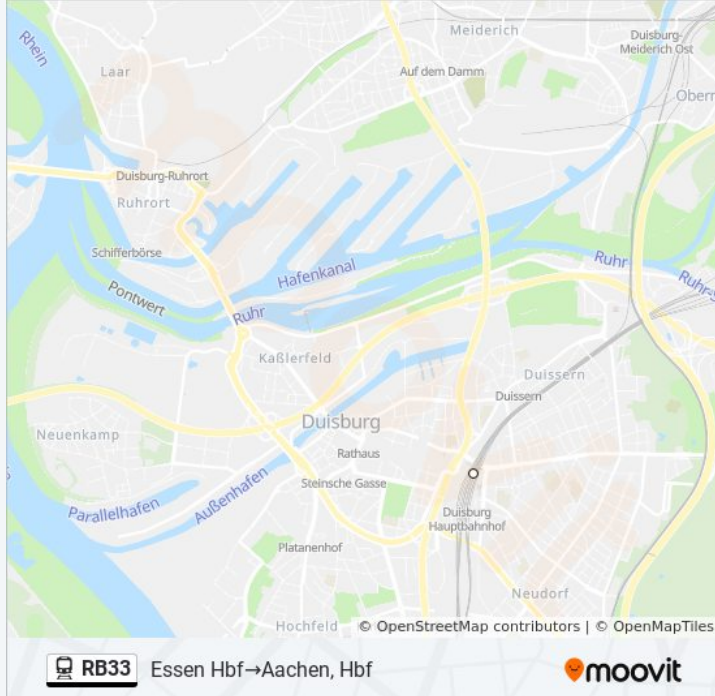 Rhein
Meiderich
Duisburg-
Meiderich Ost
Laar
Auf dem Damm
Oberm
Duisburg-Ruhrort
Ruhrort
Schifferbörse
Hafenkanal
Ruhr
Ruhr-S
Pontwert
Ruhr
Kaßlerfeld
Duissern
Duissern
Duisburg
Neuenkamp
Rathaus
Steinsche Gasse
Außenhafen
Parallelhafen
Duisburg
Hauptbahnhof
Platanenhof
Neudorf
Hochfeld
© OpenStreetMap contributors | © OpenMapTiles
RB33 Essen Hbf→Aachen, Hbf
moovit